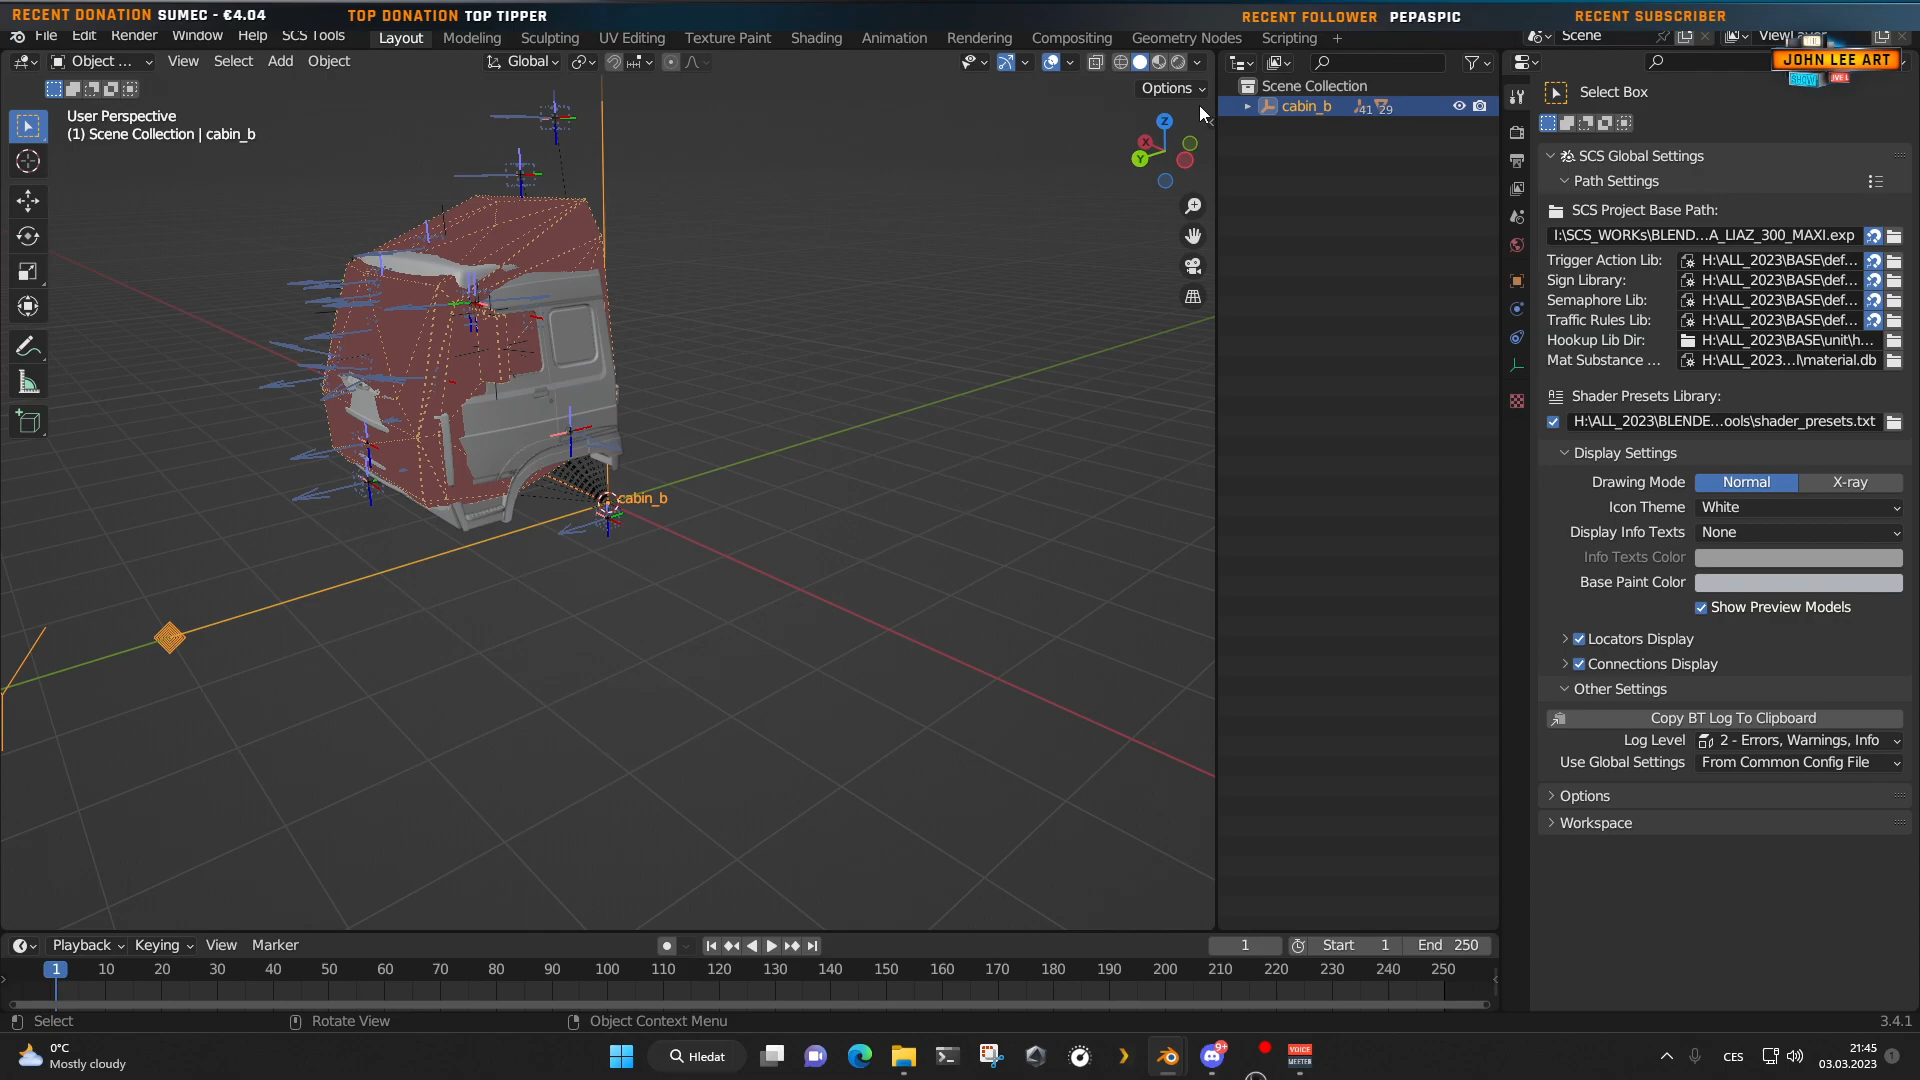 RECENT DONATION SUMEC - €4.04
TOP DONATION TOP TIPPER
RECENT FOLLOWER PEPASPIC
RECENT SUBSCRIBER
File Edit Render Window Help SCS Tools
Layout Modeling Sculpting UV Editing Texture Paint Shading Animation Rendering Compositing Geometry Nodes Scripting +
Scene
JOHN LEE ART
SHOW
Object ... View Select Add Object
Global
Options
User Perspective
(1) Scene Collection | cabin_b
Z
X
Y
cabin_b
Scene Collection
cabin_b 41 29
Select Box
SCS Global Settings
Path Settings
SCS Project Base Path:
I:\SCS_WORKs\BLEND...A_LIAZ_300_MAXI.exp
Trigger Action Lib: H:\ALL_2023\BASE\def...
Sign Library: H:\ALL_2023\BASE\def...
Semaphore Lib: H:\ALL_2023\BASE\def...
Traffic Rules Lib: H:\ALL_2023\BASE\def...
Hookup Lib Dir: H:\ALL_2023\BASE\unit\h...
Mat Substance ... H:\ALL_2023...l\material.db
Shader Presets Library:
H:\ALL_2023\BLENDE...ools\shader_presets.txt
Display Settings
Drawing Mode Normal X-ray
Icon Theme White
Display Info Texts None
Info Texts Color
Base Paint Color
Show Preview Models
Locators Display
Connections Display
Other Settings
Copy BT Log To Clipboard
Log Level 2 - Errors, Warnings, Info
Use Global Settings From Common Config File
Options
Workspace
Playback Keying View Marker
1 Start 1 End 250
1 10 20 30 40 50 60 70 80 90 100 110 120 130 140 150 160 170 180 190 200 210 220 230 240 250
Select Rotate View Object Context Menu
3.4.1
0°C
Mostly cloudy
Hledat
9+
VOICE
MEETER
CES
21:45
03.03.2023
1